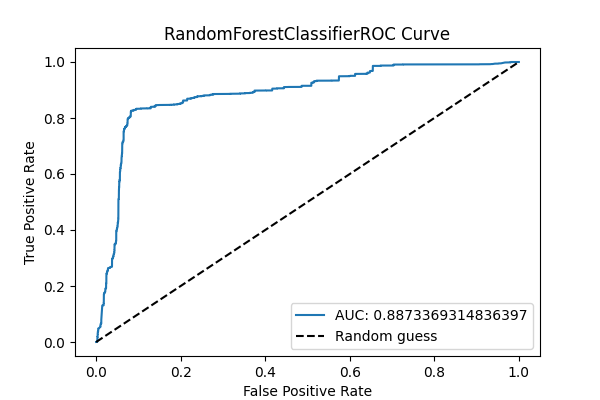 RandomForestClassifierROC Curve
True Positive Rate
1.0
0.8
0.6
0.4
0.2
0.0
AUC: 0.8873369314836397
Random guess
0.0 0.2 0.4 0.6 0.8 1.0
False Positive Rate